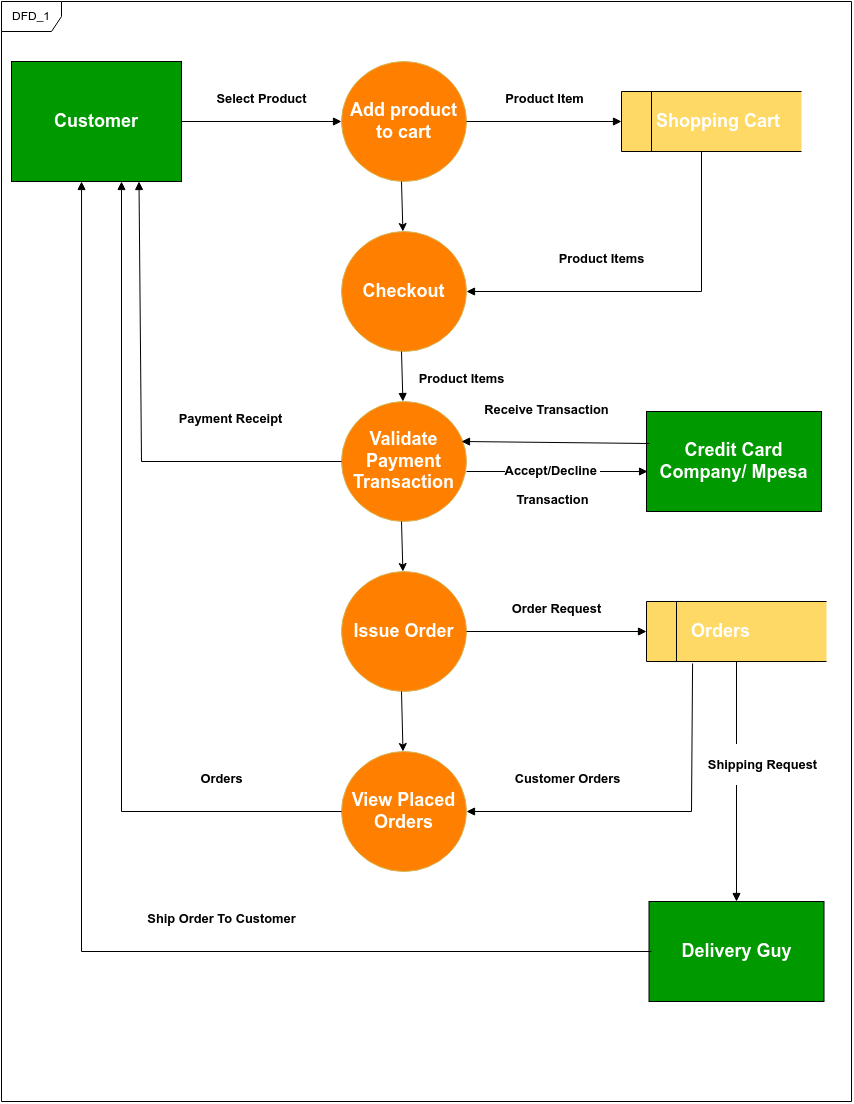 DFD_1
Customer
Select Product
Add product
to cart
Product Item
Shopping Cart
Checkout
Product Items
Product Items
Payment Receipt
Validate
Payment
Transaction
Receive Transaction
Accept/Decline
Transaction
Credit Card
Company/ Mpesa
Issue Order
Order Request
Orders
Shipping Request
Orders
View Placed
Orders
Customer Orders
Ship Order To Customer
Delivery Guy